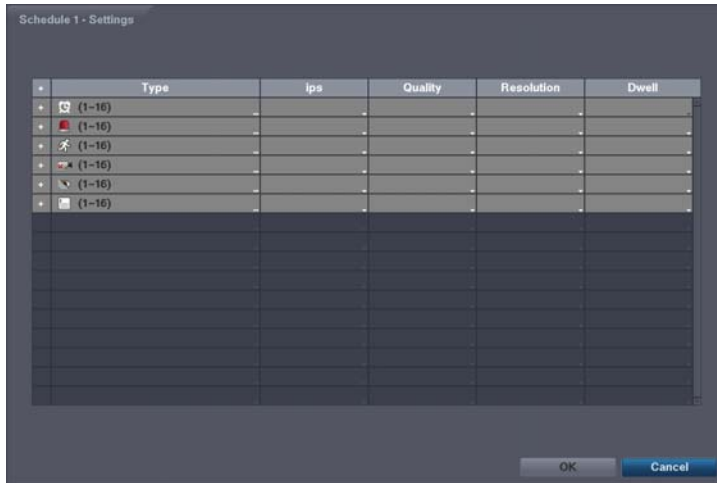 Schedule 1 - Settings
+ Type ips Quality Resolution Dwell
+ (1~16)
+ (1~16)
+ (1~16)
+ (1~16)
+ (1~16)
+ (1~16)
OK Cancel